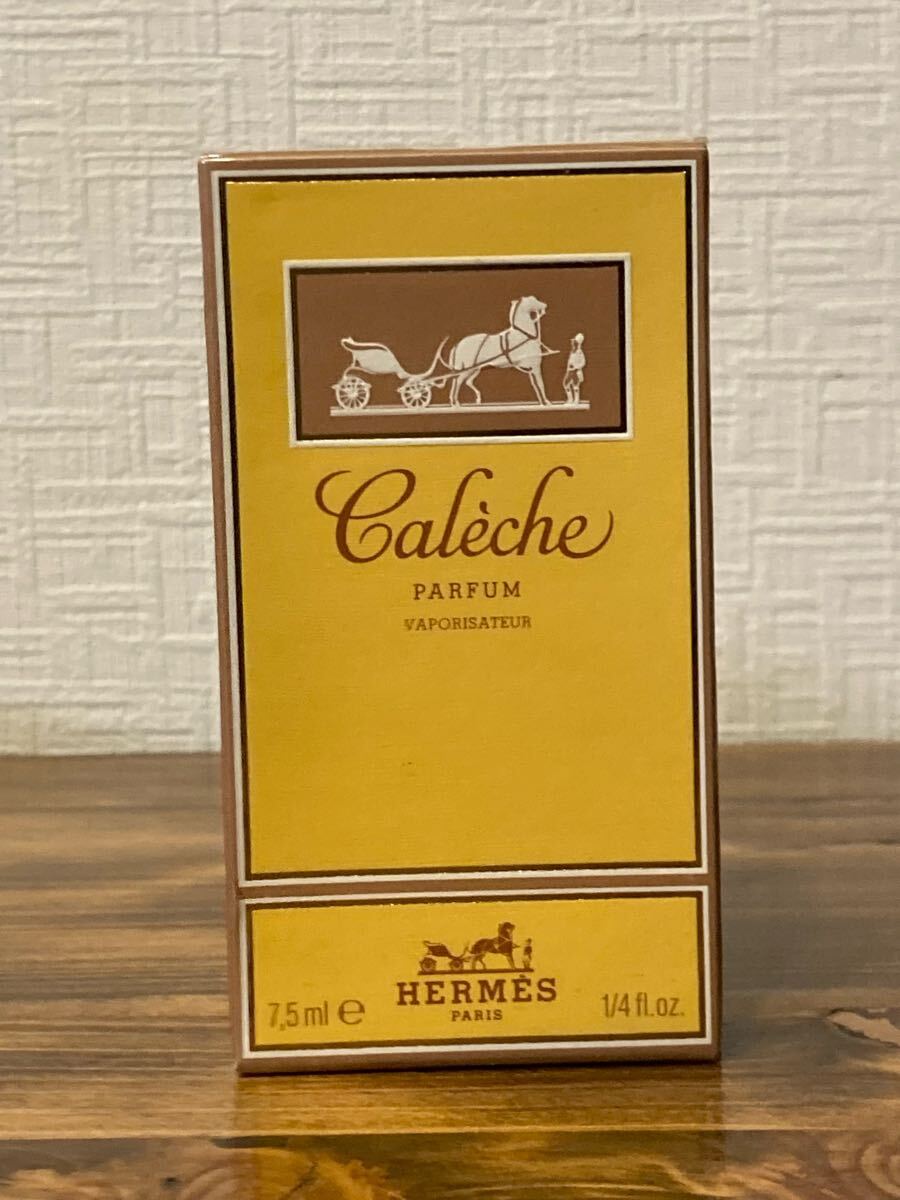 Calèche
PARFUM
VAPORISATEUR
HERMÈS
PARIS
7,5 ml ℮
1/4 fl.oz.